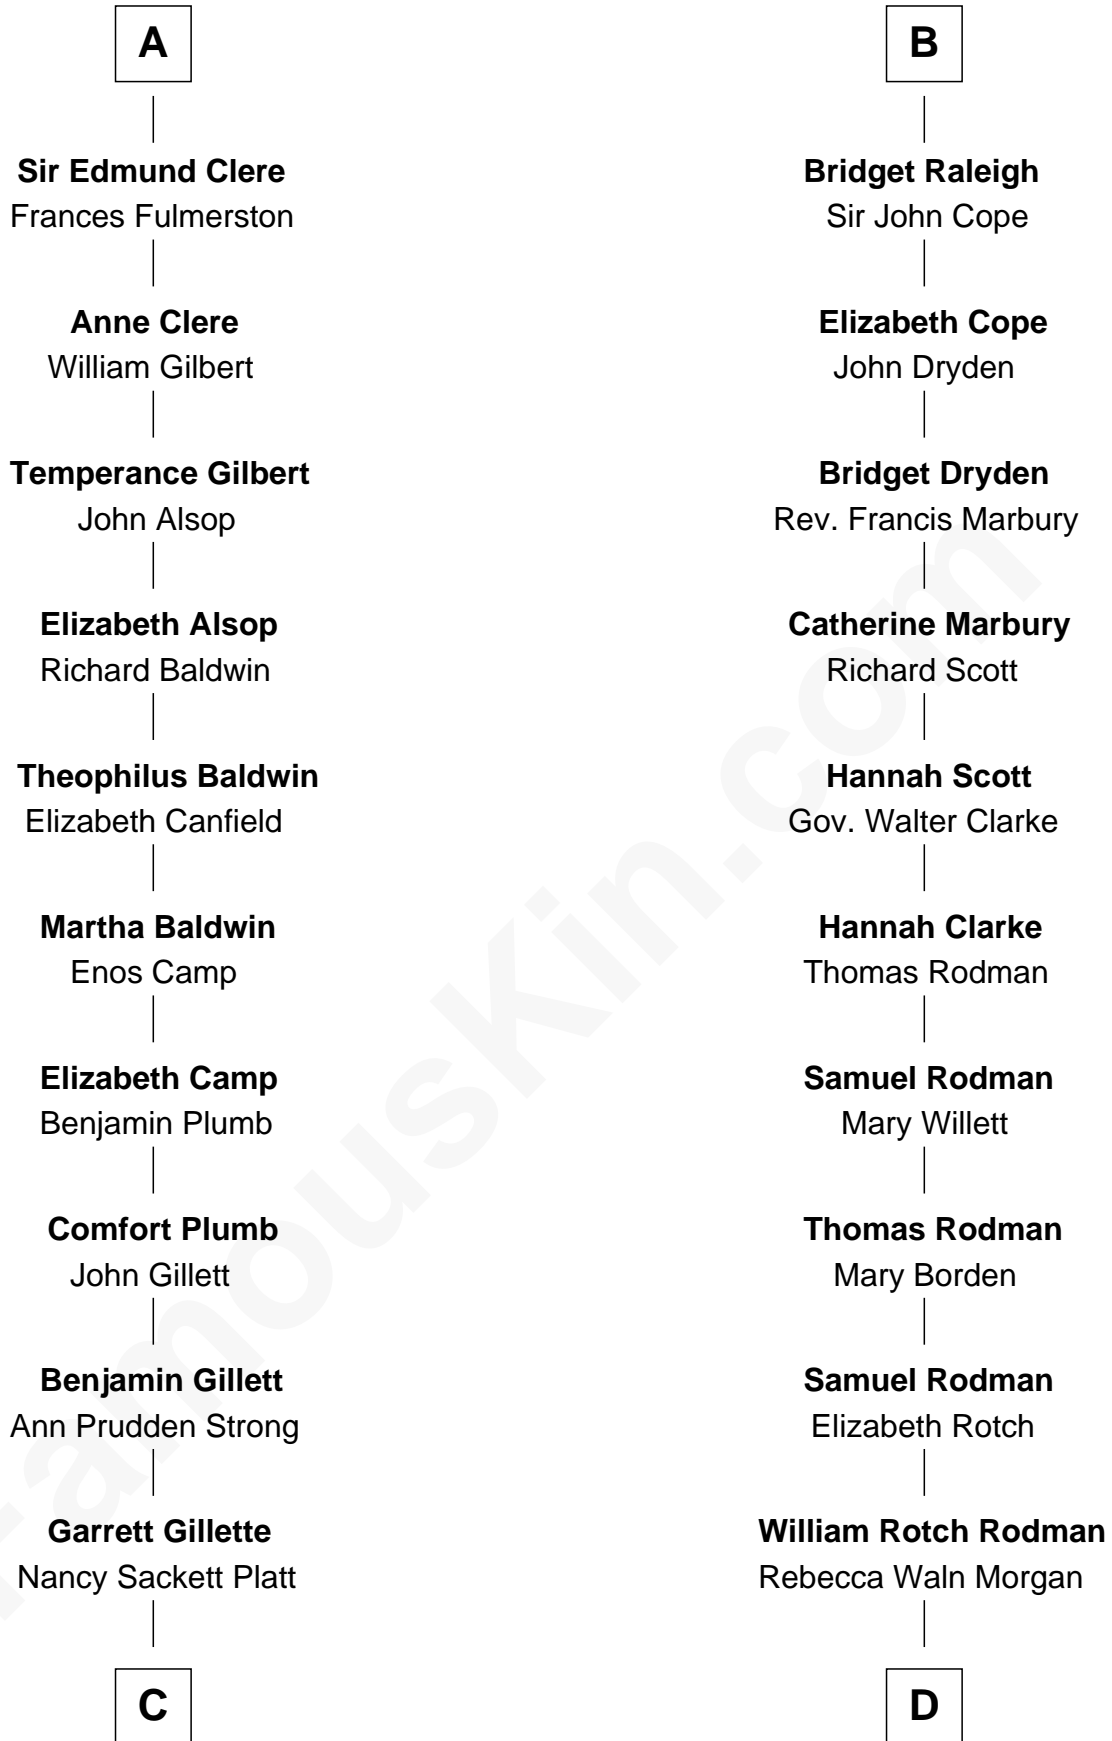 A
Sir Edmund Clere
Frances Fulmerston
Anne Clere
William Gilbert
Temperance Gilbert
John Alsop
Elizabeth Alsop
Richard Baldwin
Theophilus Baldwin
Elizabeth Canfield
Martha Baldwin
Enos Camp
Elizabeth Camp
Benjamin Plumb
Comfort Plumb
John Gillett
Benjamin Gillett
Ann Prudden Strong
Garrett Gillette
Nancy Sackett Platt
C
B
Bridget Raleigh
Sir John Cope
Elizabeth Cope
John Dryden
Bridget Dryden
Rev. Francis Marbury
Catherine Marbury
Richard Scott
Hannah Scott
Gov. Walter Clarke
Hannah Clarke
Thomas Rodman
Samuel Rodman
Mary Willett
Thomas Rodman
Mary Borden
Samuel Rodman
Elizabeth Rotch
William Rotch Rodman
Rebecca Waln Morgan
D
FamousKin.com